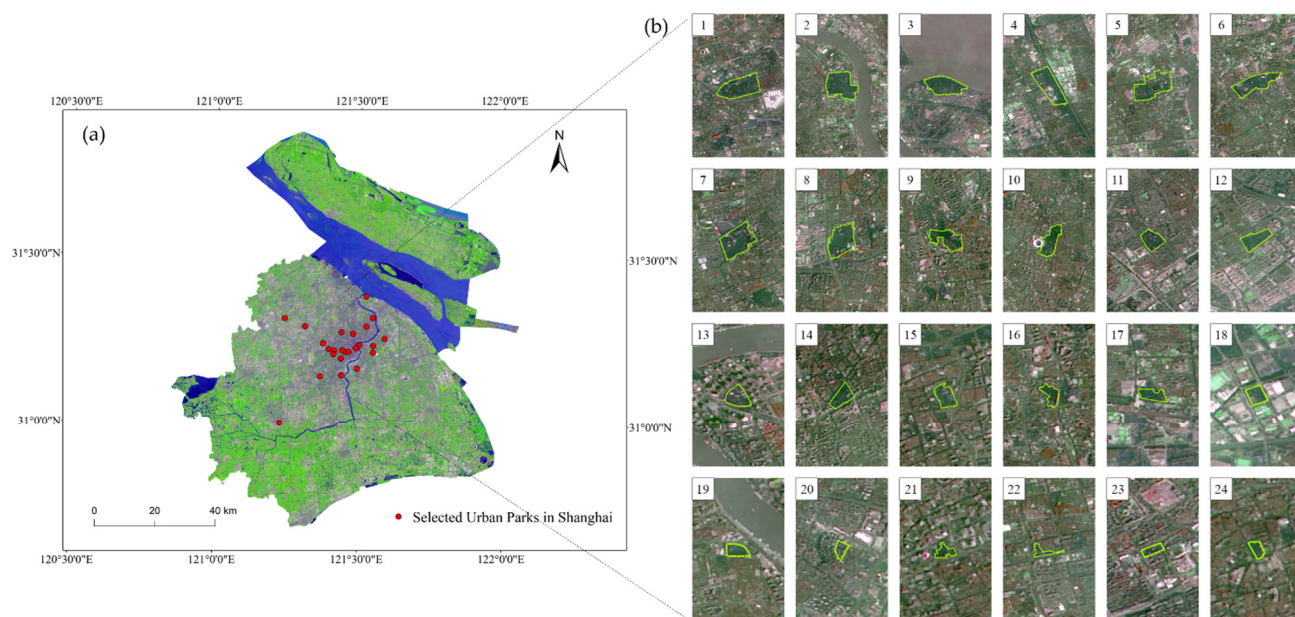 (a)
120°30'0"E
121°0'0"E
121°30'0"E
122°0'0"E
N
31°30'0"N
31°30'0"N
31°0'0"N
31°0'0"N
0 20 40 km
Selected Urban Parks in Shanghai
120°30'0"E
121°0'0"E
121°30'0"E
122°0'0"E
(b)
1 2 3 4 5 6
7 8 9 10 11 12
13 14 15 16 17 18
19 20 21 22 23 24